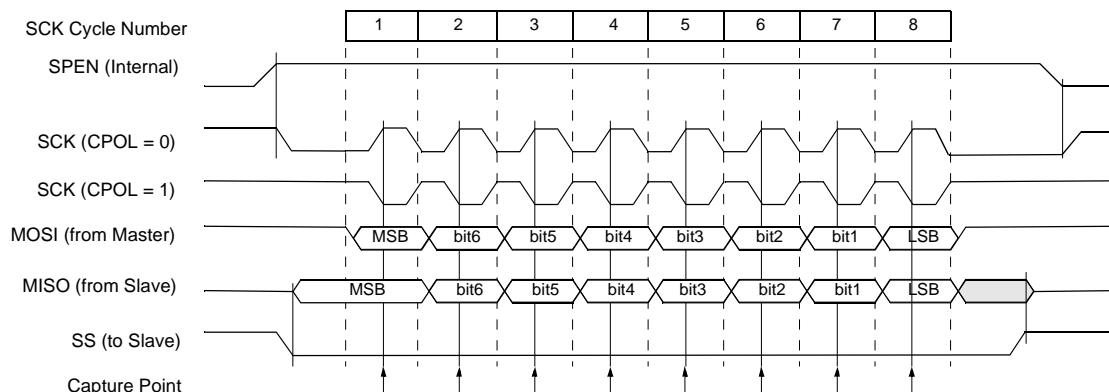 SCK Cycle Number 1 2 3 4 5 6 7 8
SPEN (Internal)
SCK (CPOL = 0)
SCK (CPOL = 1)
MOSI (from Master) MSB bit6 bit5 bit4 bit3 bit2 bit1 LSB
MISO (from Slave) MSB bit6 bit5 bit4 bit3 bit2 bit1 LSB
SS (to Slave)
Capture Point